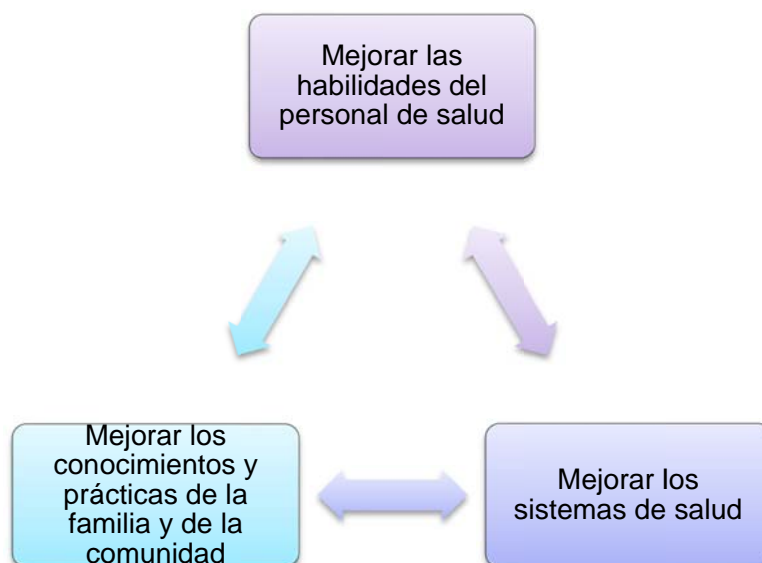 Mejorar las
habilidades del
personal de salud
Mejorar los
conocimientos y
prácticas de la
familia y de la
comunidad
Mejorar los
sistemas de salud